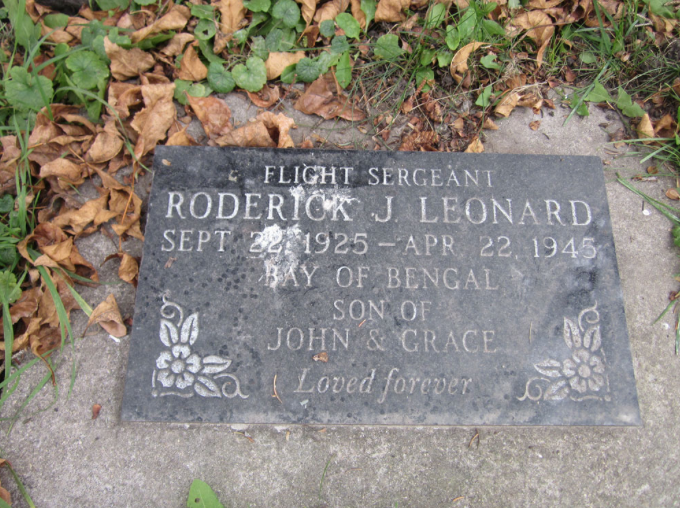 FLIGHT SERGEANT
RODERICK J. LEONARD
SEPT 22, 1925 - APR 22, 1945
BAY OF BENGAL
SON OF
JOHN & GRACE
Loved forever